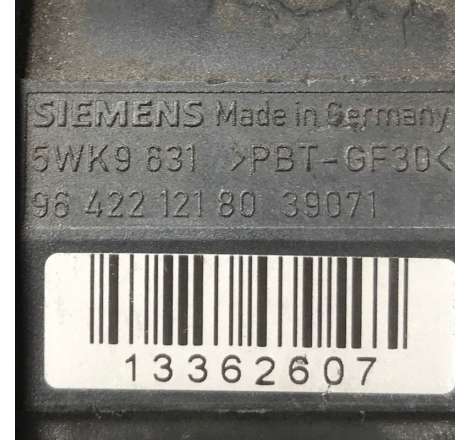 SIEMENS Made in Germany
5WK9 631 >PBT-GF30<
96 422 121 80 39071
13362607